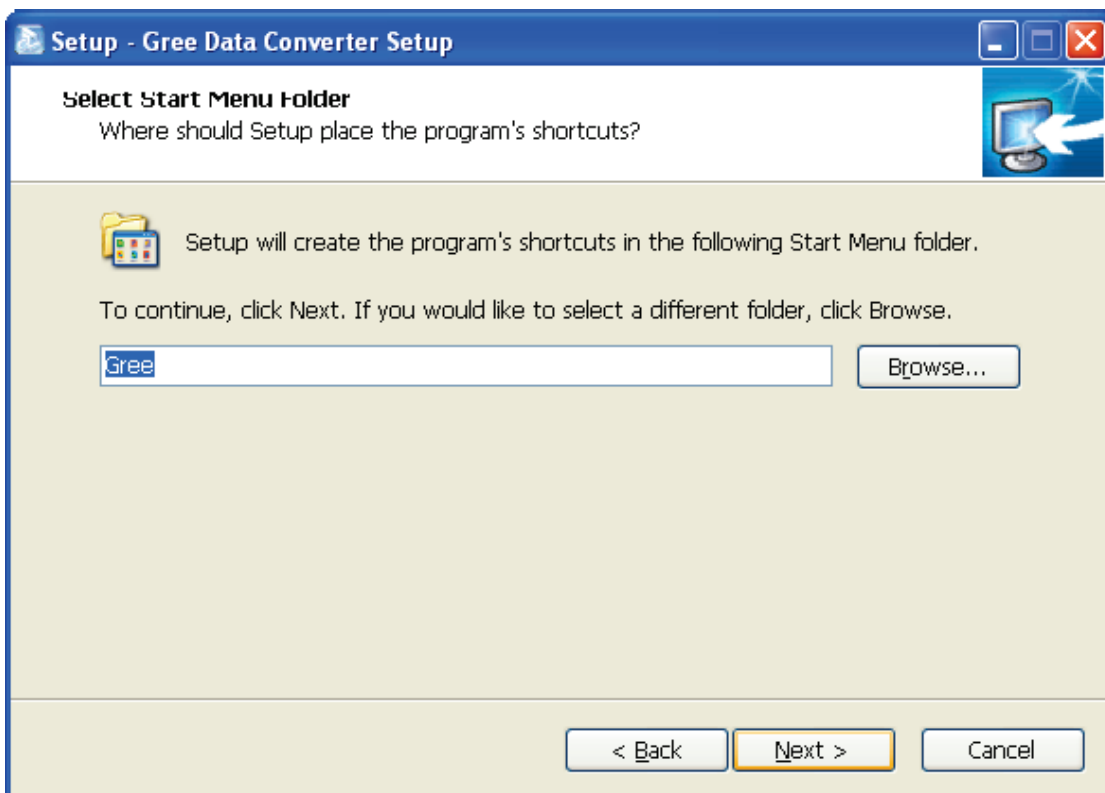 Setup - Gree Data Converter Setup
Select Start Menu Folder
Where should Setup place the program's shortcuts?
Setup will create the program's shortcuts in the following Start Menu folder.
To continue, click Next. If you would like to select a different folder, click Browse.
Gree
Browse...
< Back
Next >
Cancel